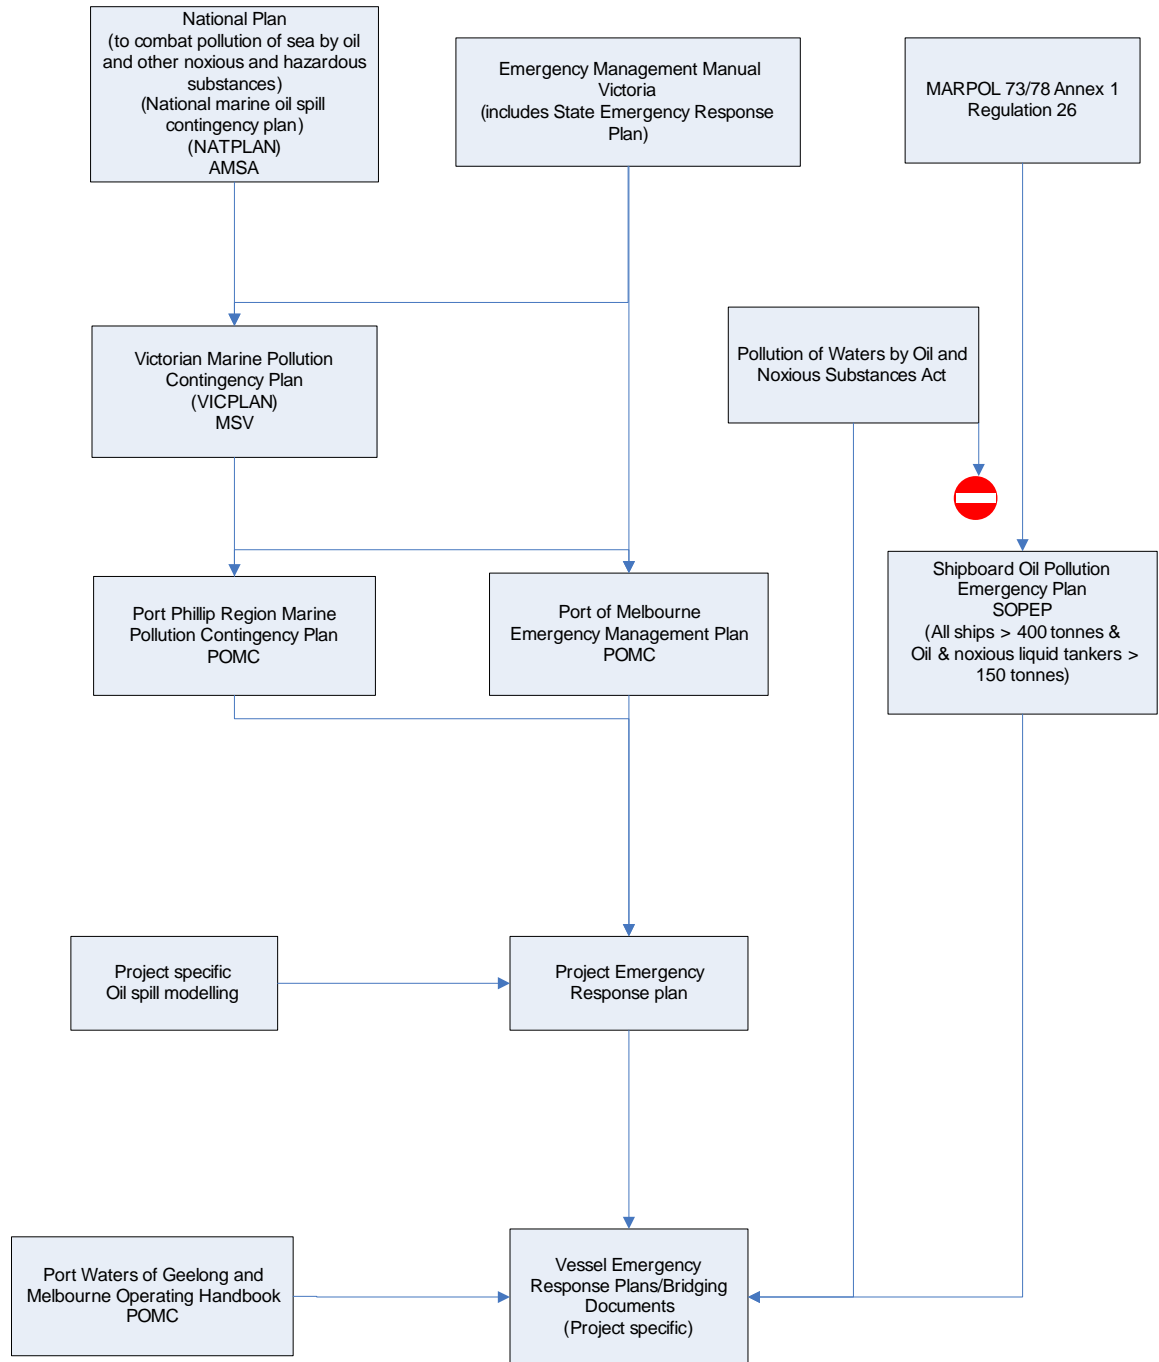 National Plan
(to combat pollution of sea by oil
and other noxious and hazardous
substances)
(National marine oil spill
contingency plan)
(NATPLAN)
AMSA
Emergency Management Manual
Victoria
(includes State Emergency Response
Plan)
MARPOL 73/78 Annex 1
Regulation 26
Victorian Marine Pollution
Contingency Plan
(VICPLAN)
MSV
Pollution of Waters by Oil and
Noxious Substances Act
Port Phillip Region Marine
Pollution Contingency Plan
POMC
Port of Melbourne
Emergency Management Plan
POMC
Shipboard Oil Pollution
Emergency Plan
SOPEP
(All ships > 400 tonnes &
Oil & noxious liquid tankers >
150 tonnes)
Project specific
Oil spill modelling
Project Emergency
Response plan
Port Waters of Geelong and
Melbourne Operating Handbook
POMC
Vessel Emergency
Response Plans/Bridging
Documents
(Project specific)